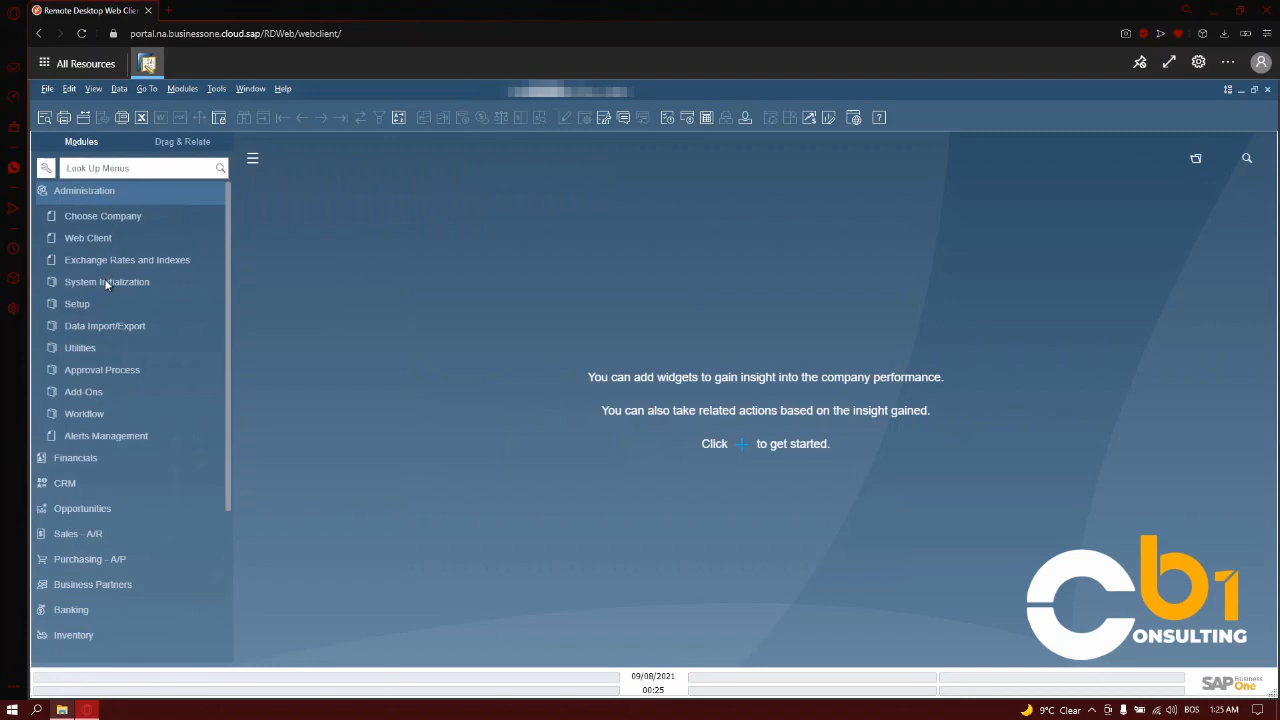 Remote Desktop Web Clie
portal.na.businessone.cloud.sap/RDWeb/webclient/
All Resources
File Edit View Data Go To Modules Tools Window Help
Modules Drag & Relate
Look Up Menus
Administration
Choose Company
Web Client
Exchange Rates and Indexes
System Initialization
Setup
Data Import/Export
Utilities
Approval Process
Add-Ons
Workflow
Alerts Management
Financials
CRM
Opportunities
Sales - A/R
Purchasing - A/P
Business Partners
Banking
Inventory
You can add widgets to gain insight into the company performance.
You can also take related actions based on the insight gained.
Click + to get started.
cb1
ONSULTING
09/08/2021
00:25
SAP Business One
9°C Clear
BOS
1:25 AM